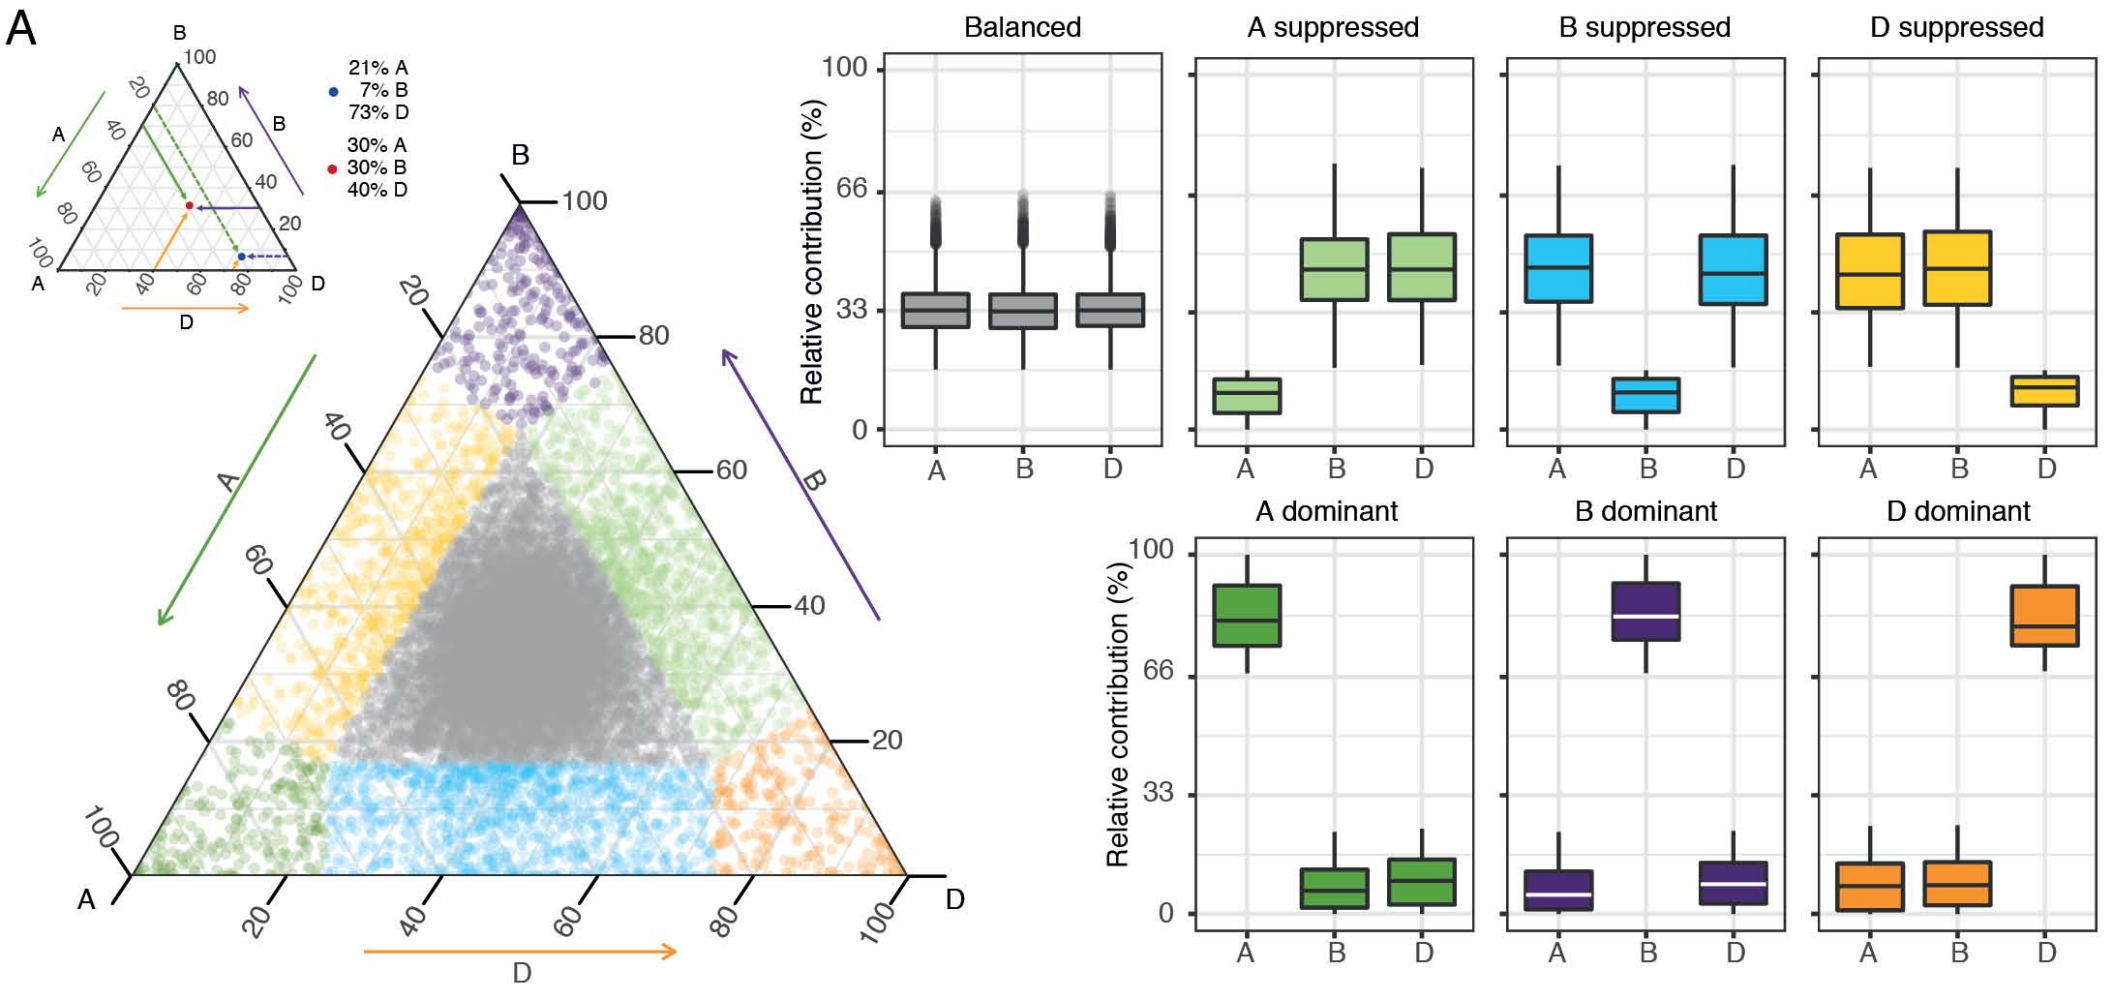 A
B
100
80
60
40
20
20
40
60
80
100
A
20
40
60
80
100
D
A
B
D
21% A
7% B
73% D
30% A
30% B
40% D
B
100
80
60
40
20
20
40
60
80
100
A
20
40
60
80
100
D
A
B
D
Balanced
A suppressed
B suppressed
D suppressed
Relative contribution (%)
100
66
33
0
A B D
A B D
A B D
A B D
A dominant
B dominant
D dominant
Relative contribution (%)
100
66
33
0
A B D
A B D
A B D